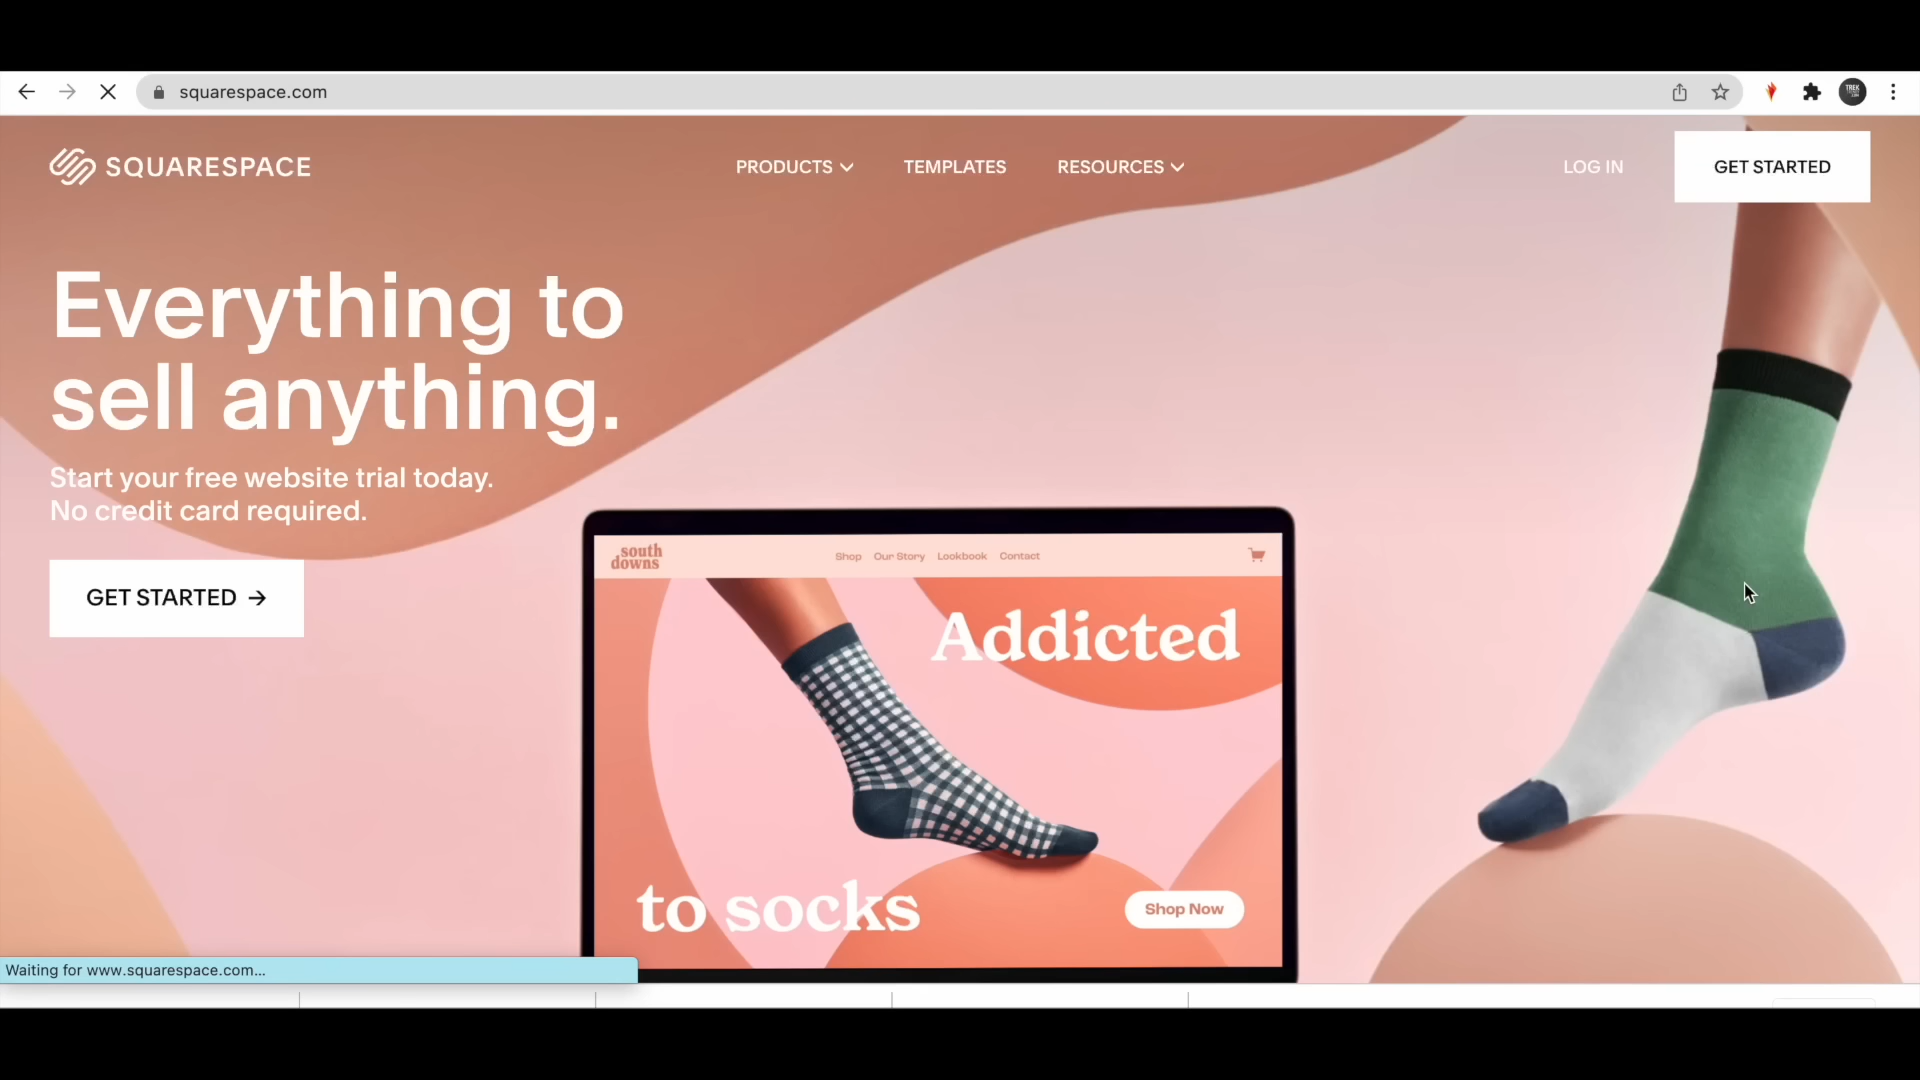 squarespace.com
TREK
SQUARESPACE
PRODUCTS
TEMPLATES
RESOURCES
LOG IN
GET STARTED
Everything to
sell anything.
Start your free website trial today.
No credit card required.
GET STARTED →
south
downs
Shop
Our Story
Lookbook
Contact
Addicted
to socks
Shop Now
Waiting for www.squarespace.com...